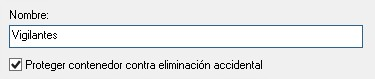 Nombre:
Vigilantes
Proteger contenedor contra eliminación accidental